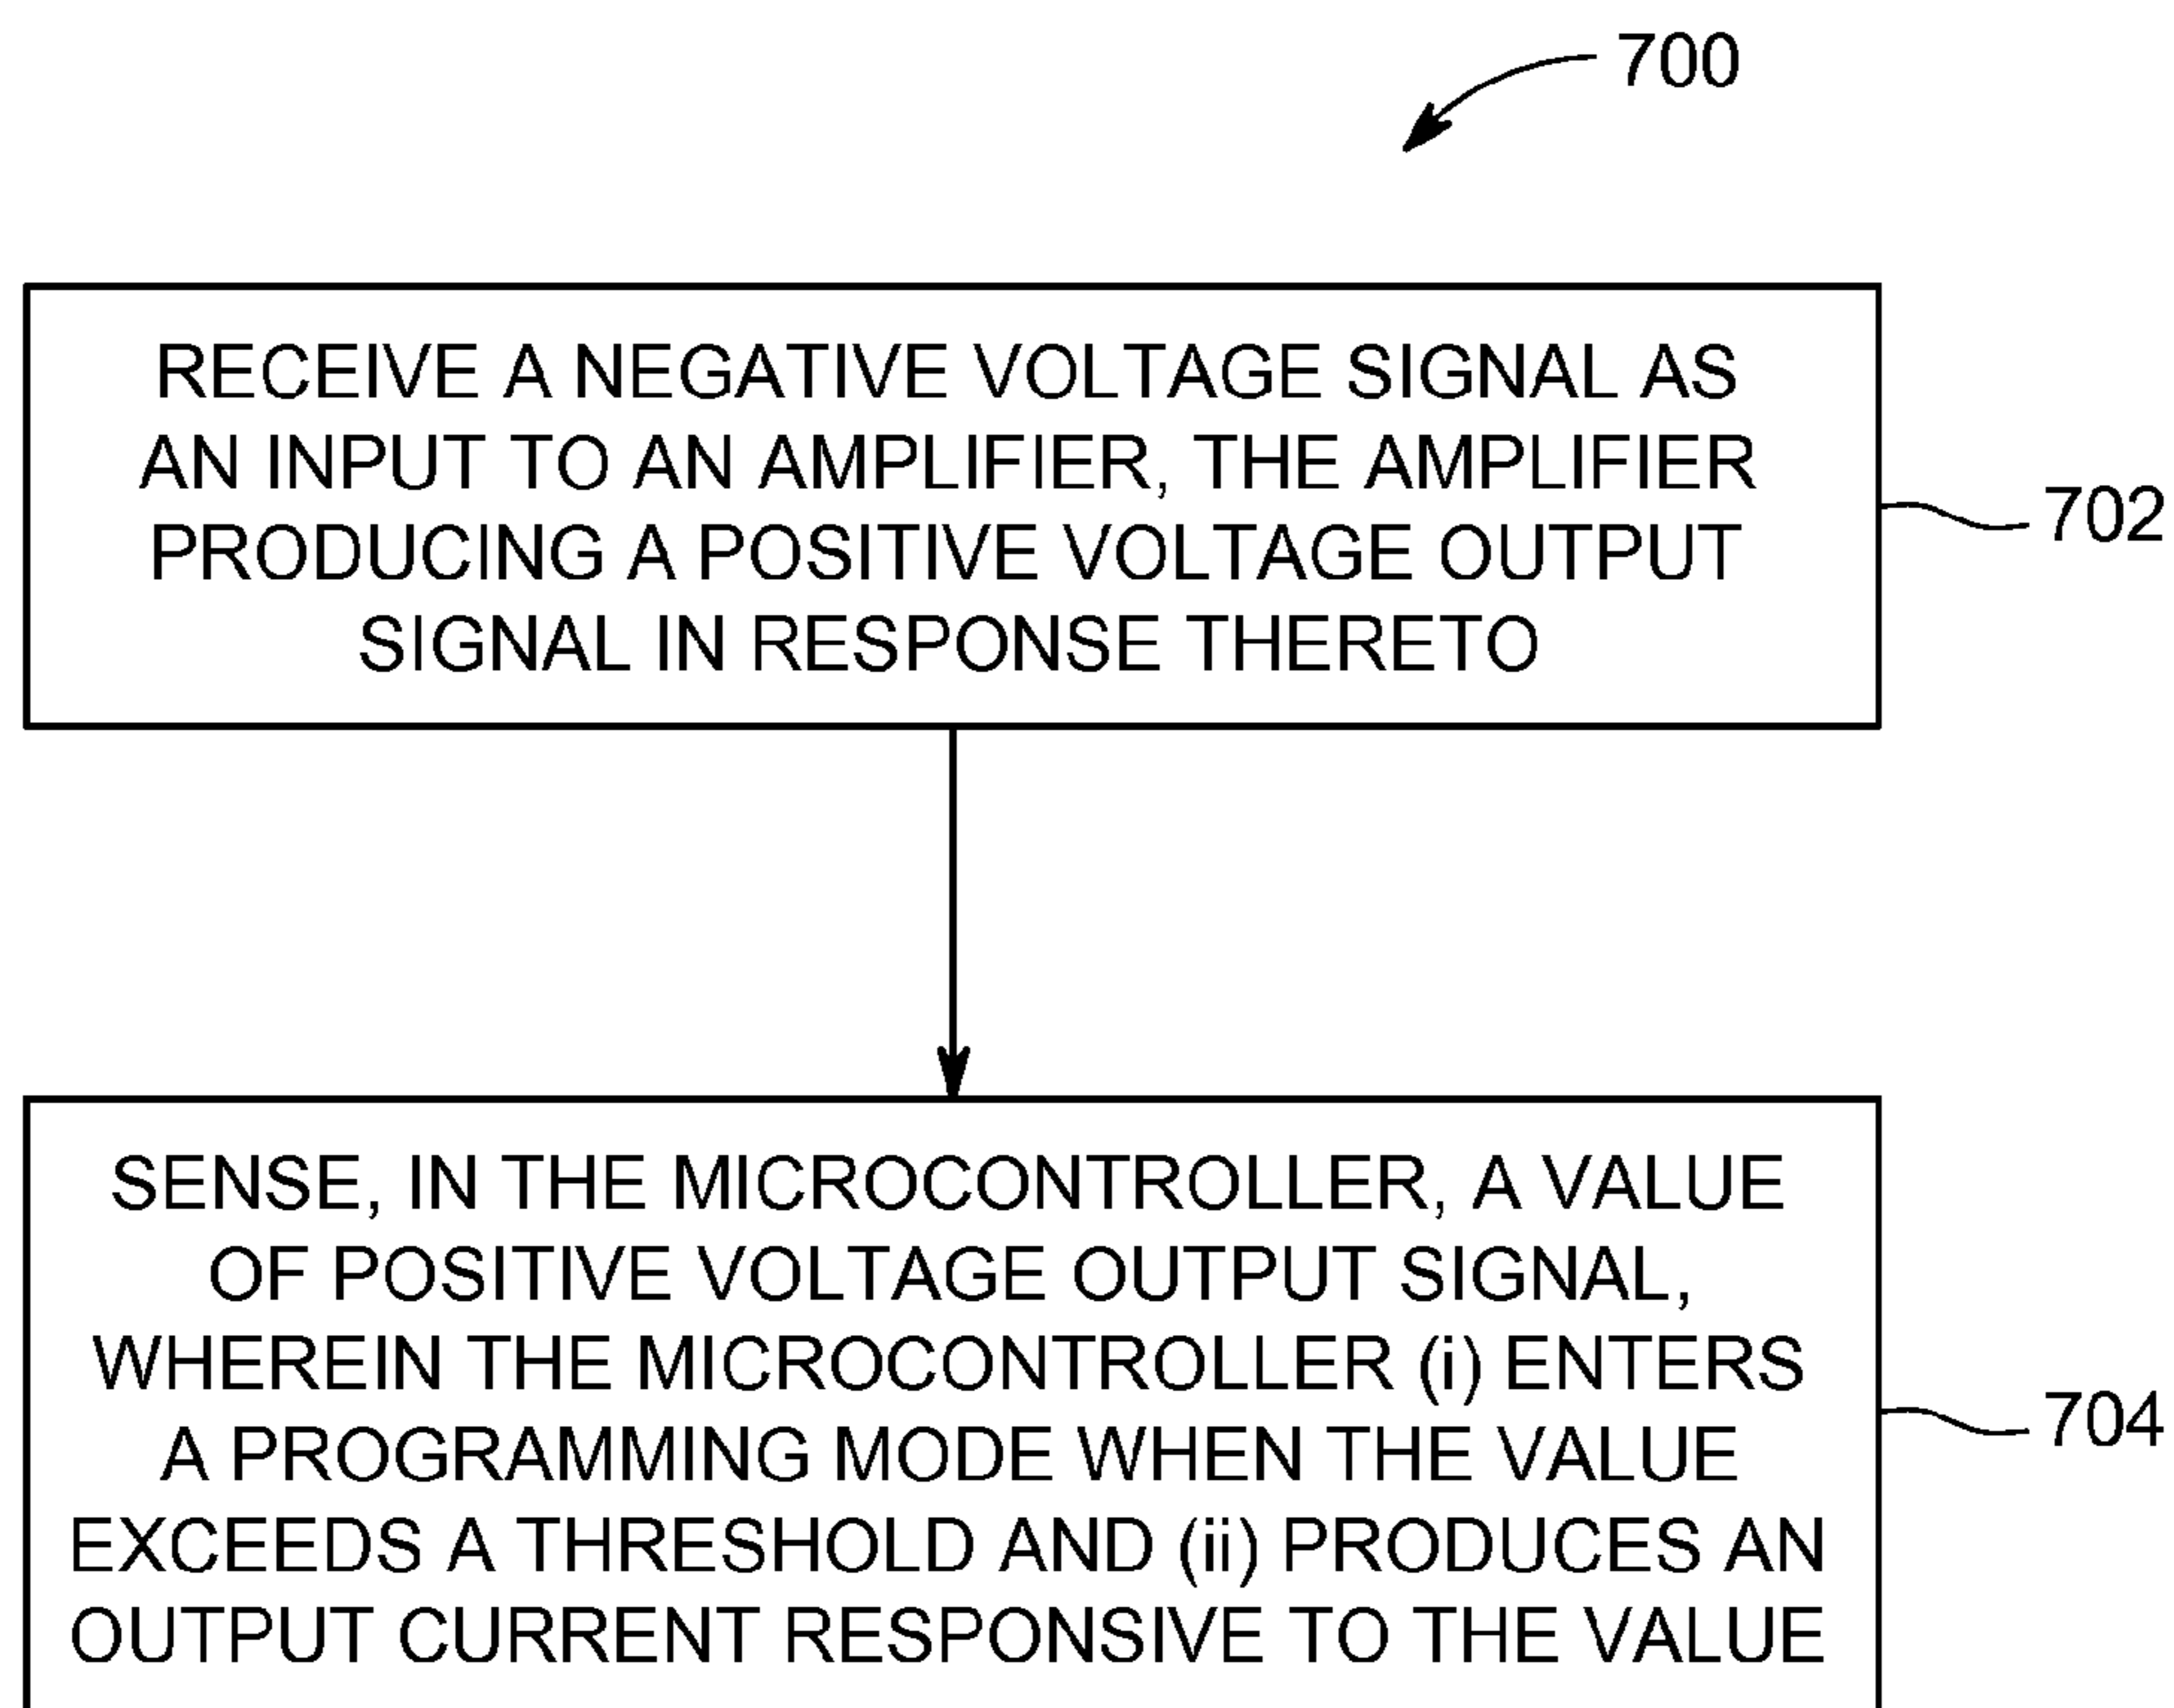 700
RECEIVE A NEGATIVE VOLTAGE SIGNAL AS
AN INPUT TO AN AMPLIFIER, THE AMPLIFIER
PRODUCING A POSITIVE VOLTAGE OUTPUT
SIGNAL IN RESPONSE THERETO
702
SENSE, IN THE MICROCONTROLLER, A VALUE
OF POSITIVE VOLTAGE OUTPUT SIGNAL,
WHEREIN THE MICROCONTROLLER (i) ENTERS
A PROGRAMMING MODE WHEN THE VALUE
EXCEEDS A THRESHOLD AND (ii) PRODUCES AN
OUTPUT CURRENT RESPONSIVE TO THE VALUE
704